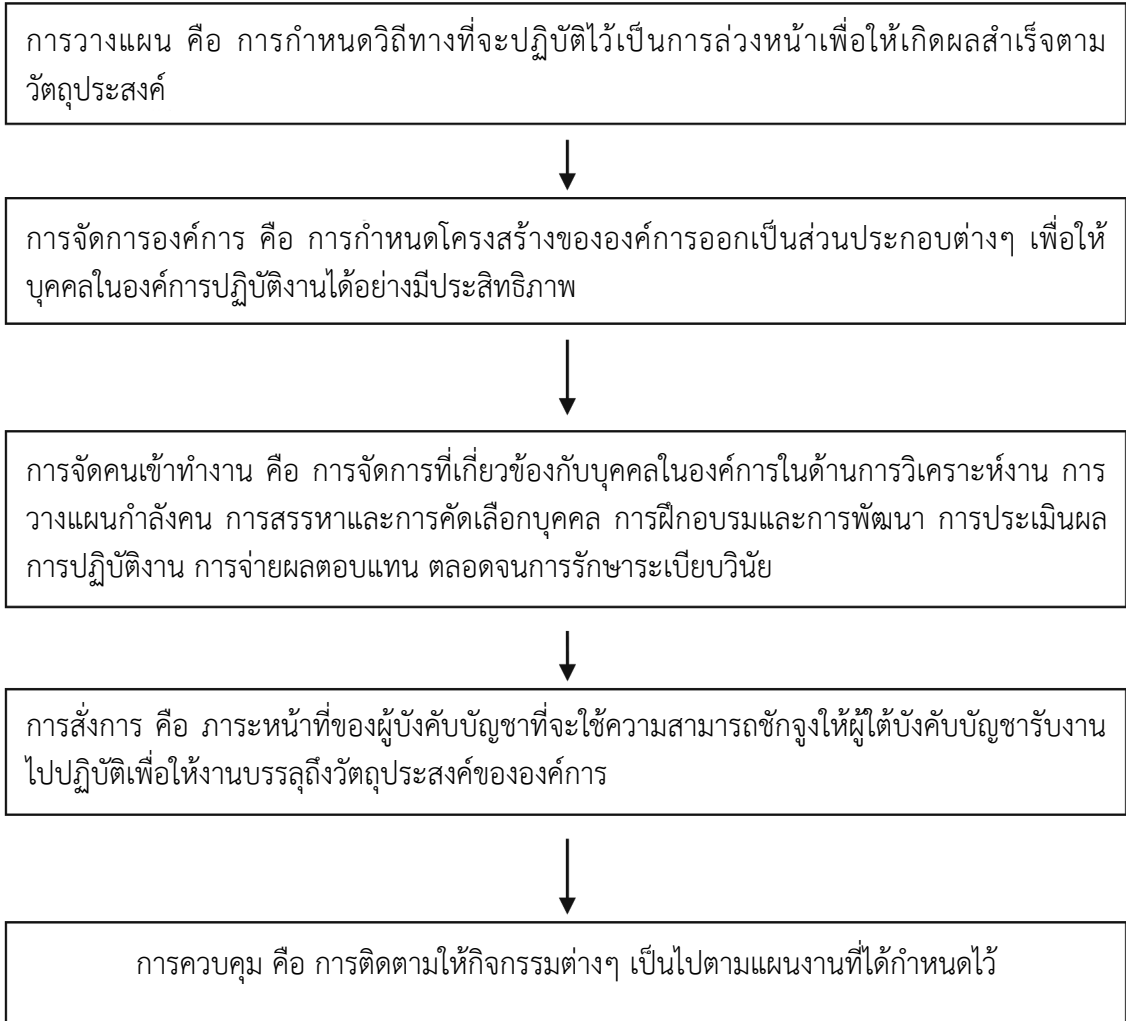 การวางแผน คือ การกำหนดวิถีทางที่จะปฏิบัติไว้เป็นการล่วงหน้าเพื่อให้เกิดผลสำเร็จตาม
วัตถุประสงค์
การจัดการองค์การ คือ การกำหนดโครงสร้างขององค์การออกเป็นส่วนประกอบต่างๆ เพื่อให้
บุคคลในองค์การปฏิบัติงานได้อย่างมีประสิทธิภาพ
การจัดคนเข้าทำงาน คือ การจัดการที่เกี่ยวข้องกับบุคคลในองค์การในด้านการวิเคราะห์งาน การ
วางแผนกำลังคน การสรรหาและการคัดเลือกบุคคล การฝึกอบรมและการพัฒนา การประเมินผล
การปฏิบัติงาน การจ่ายผลตอบแทน ตลอดจนการรักษาระเบียบวินัย
การสั่งการ คือ ภาระหน้าที่ของผู้บังคับบัญชาที่จะใช้ความสามารถชักจูงให้ผู้ใต้บังคับบัญชารับงาน
ไปปฏิบัติเพื่อให้งานบรรลุถึงวัตถุประสงค์ขององค์การ
การควบคุม คือ การติดตามให้กิจกรรมต่างๆ เป็นไปตามแผนงานที่ได้กำหนดไว้